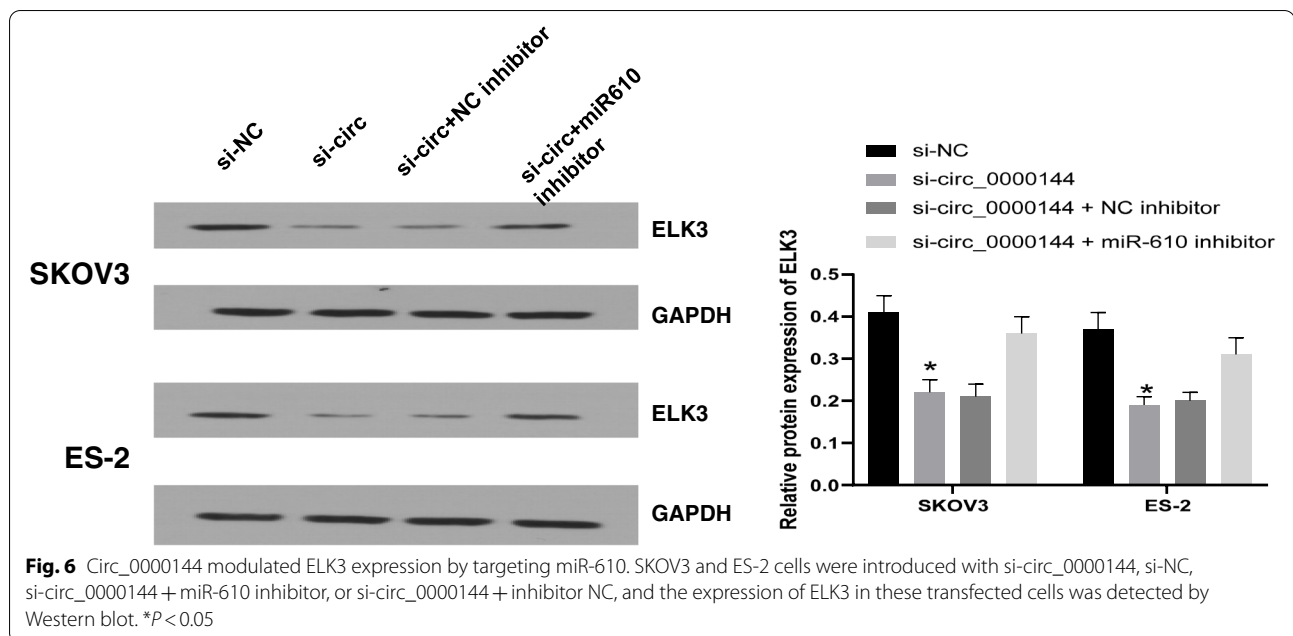 si-NC
si-circ
si-circ+NC inhibitor
si-circ+miR610
inhibitor
SKOV3
ELK3
GAPDH
ES-2
ELK3
GAPDH
si-NC
si-circ_0000144
si-circ_0000144 + NC inhibitor
si-circ_0000144 + miR-610 inhibitor
Relative protein expression of ELK3
0.5
0.4
0.3
0.2
0.1
0.0
*
*
SKOV3
ES-2
Fig. 6 Circ_0000144 modulated ELK3 expression by targeting miR-610. SKOV3 and ES-2 cells were introduced with si-circ_0000144, si-NC,
si-circ_0000144 + miR-610 inhibitor, or si-circ_0000144 + inhibitor NC, and the expression of ELK3 in these transfected cells was detected by
Western blot. *P < 0.05